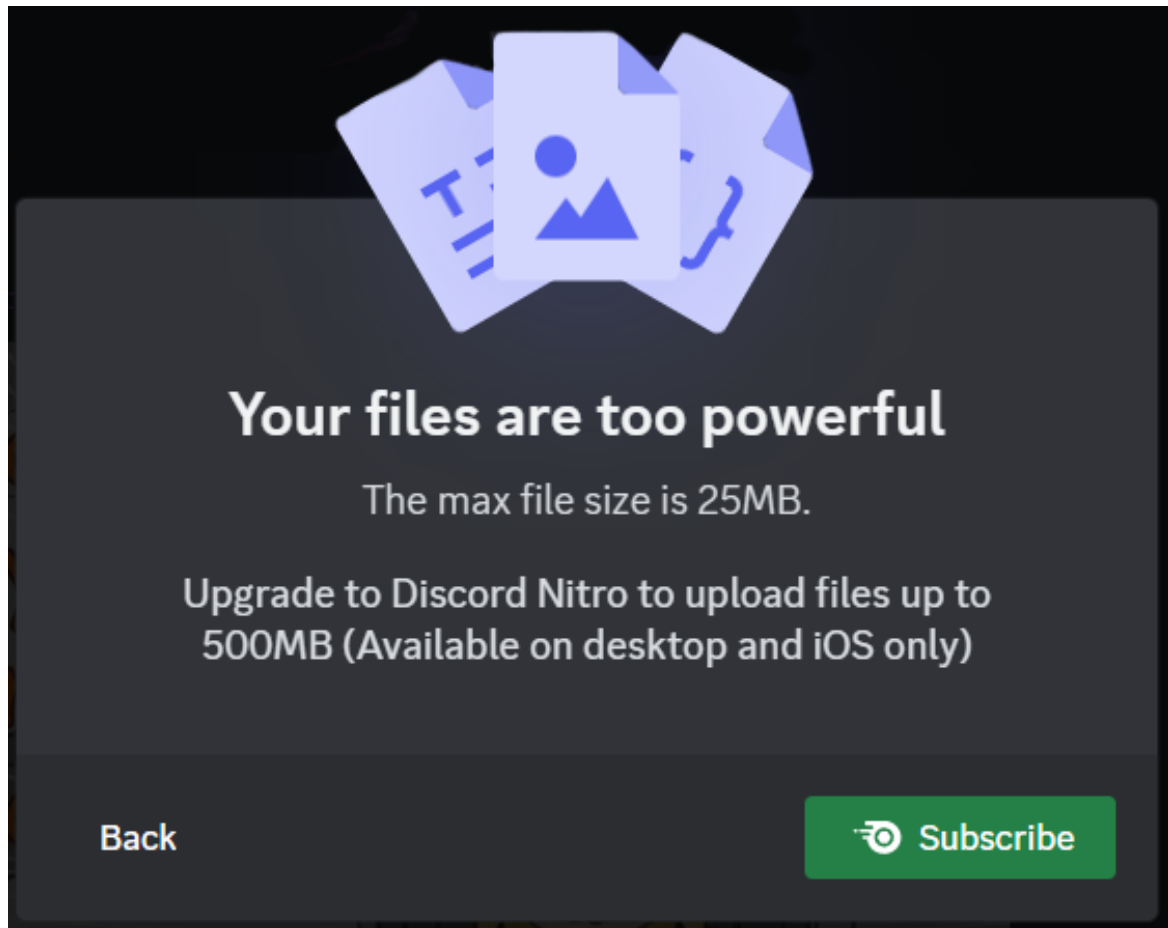 Your files are too powerful
The max file size is 25MB.
Upgrade to Discord Nitro to upload files up to
500MB (Available on desktop and iOS only)
Back
Subscribe